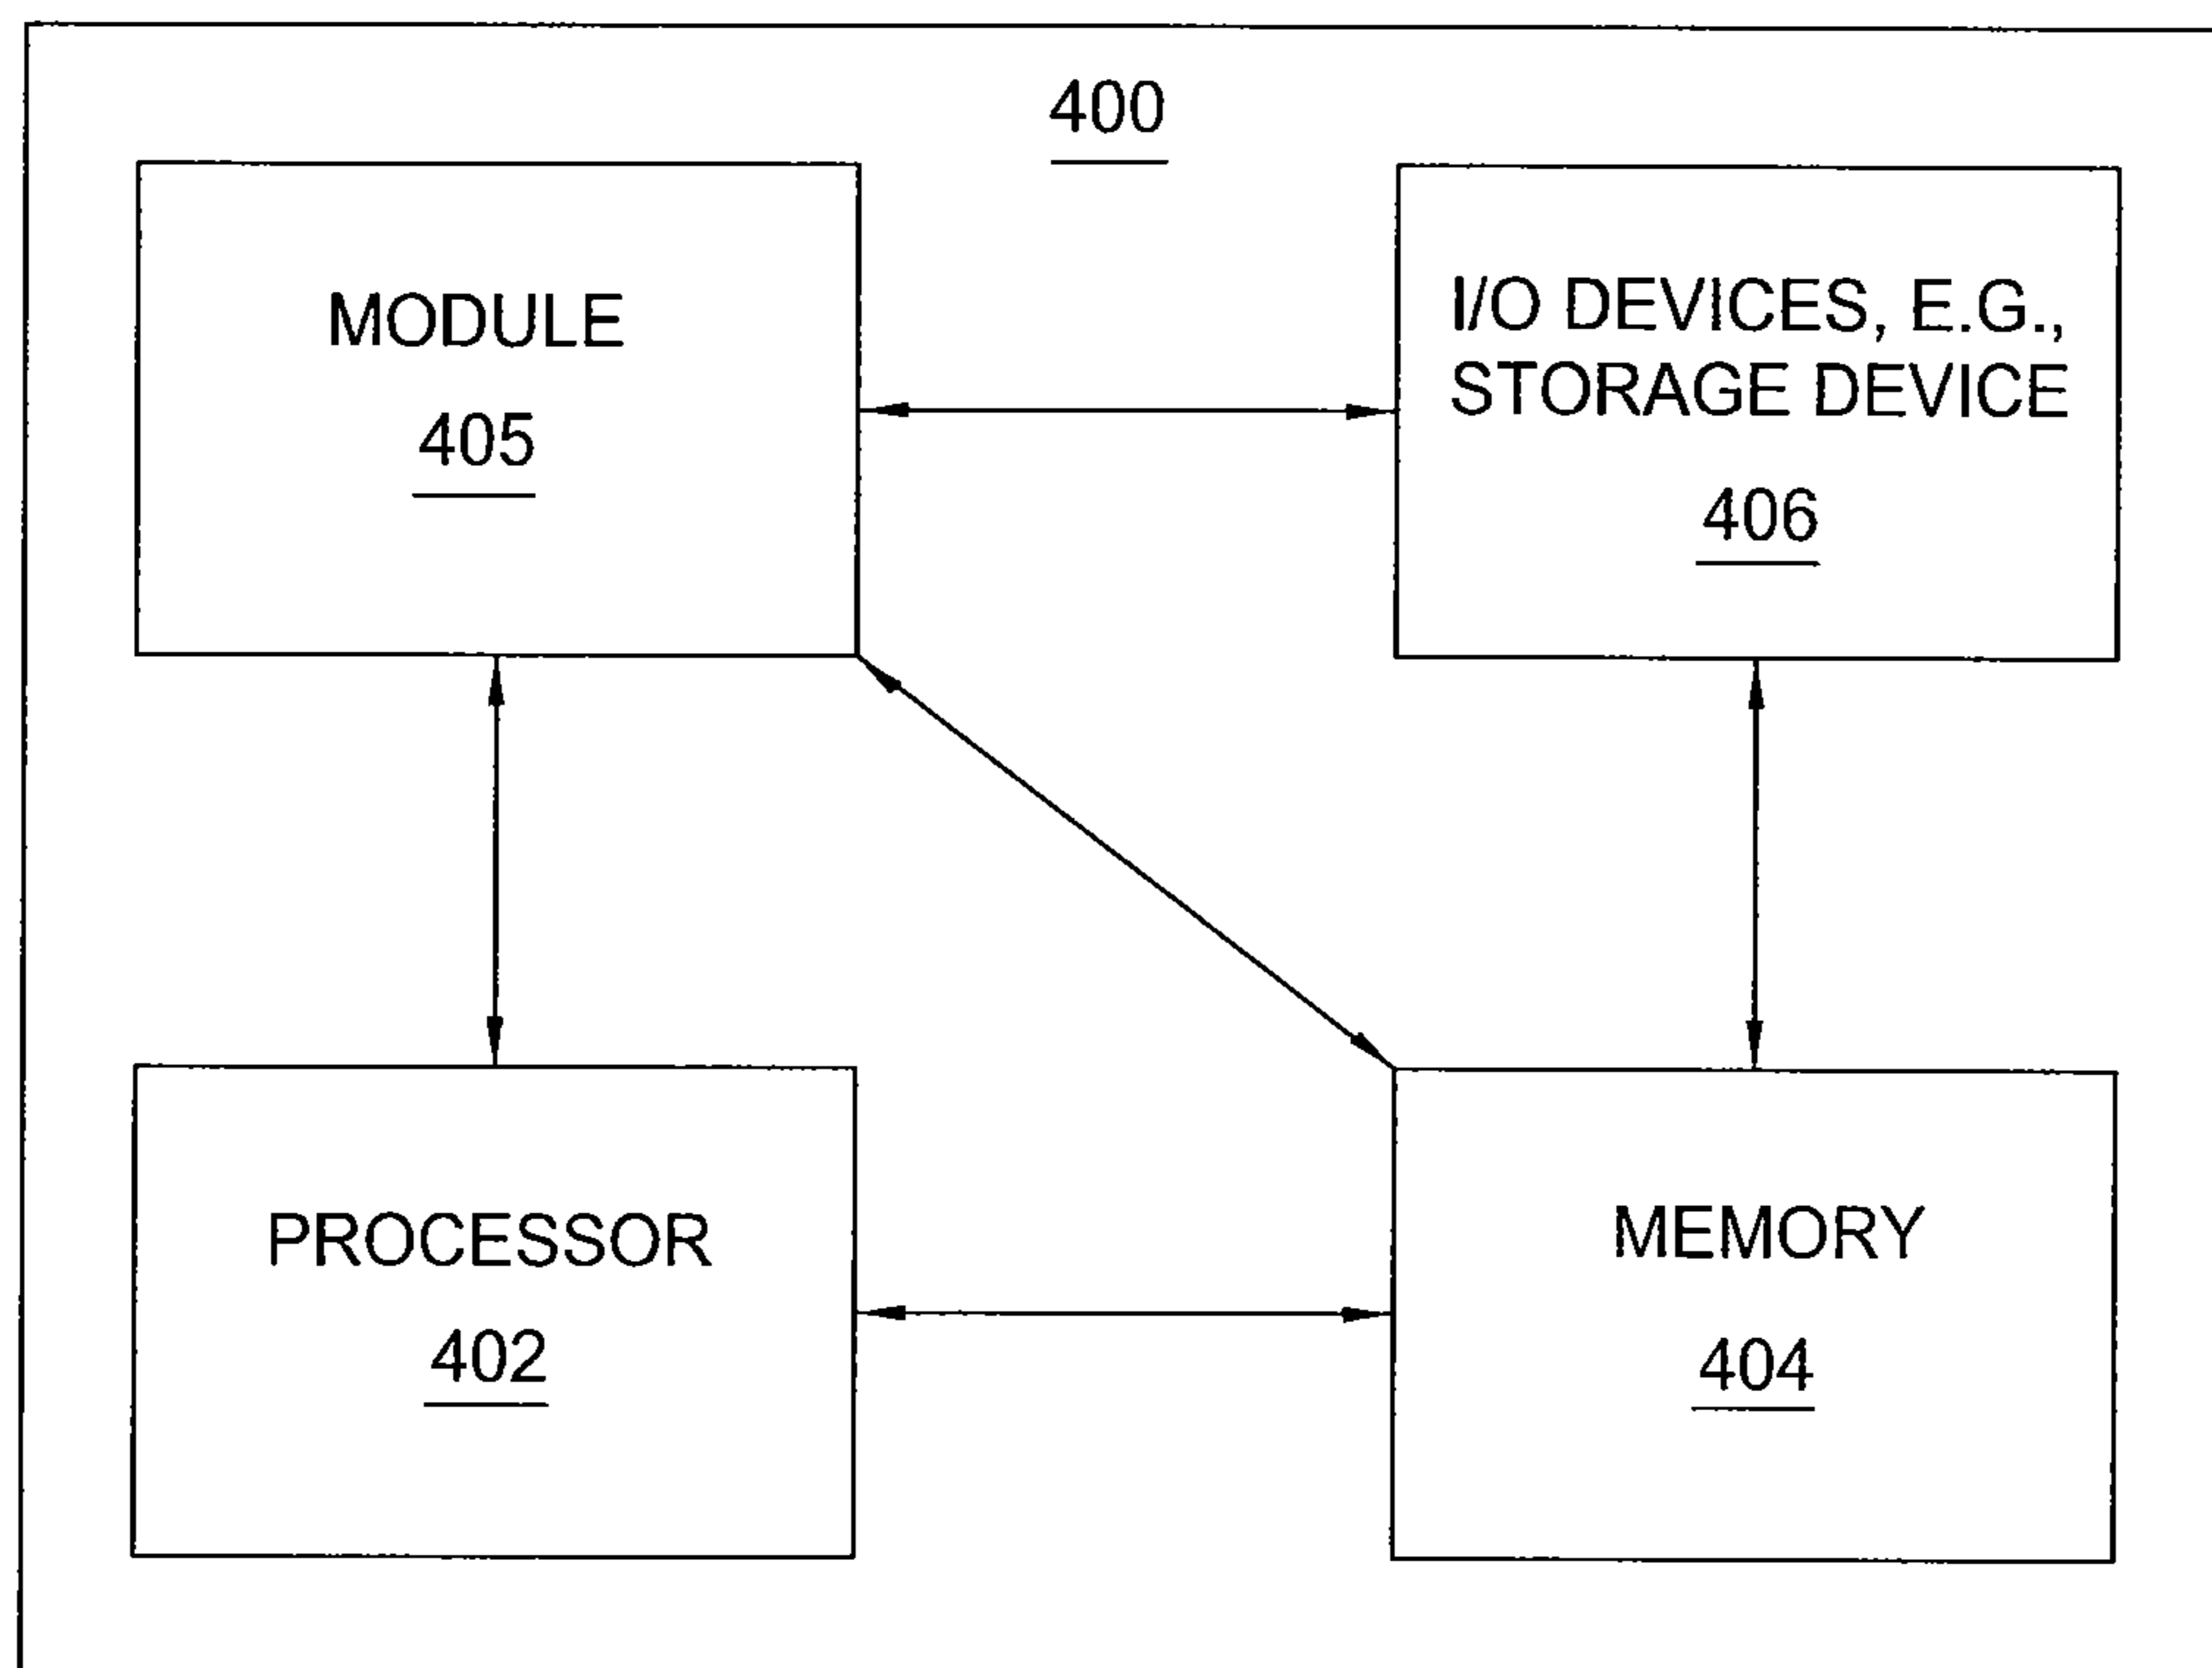 400
MODULE
405
I/O DEVICES, E.G.,
STORAGE DEVICE
406
PROCESSOR
402
MEMORY
404